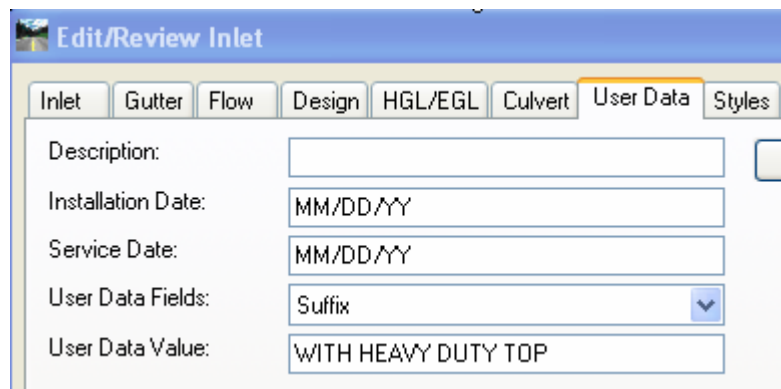 Edit/Review Inlet
Inlet Gutter Flow Design HGL/EGL Culvert User Data Styles
Description:
Installation Date: MM/DD/YY
Service Date: MM/DD/YY
User Data Fields: Suffix
User Data Value: WITH HEAVY DUTY TOP